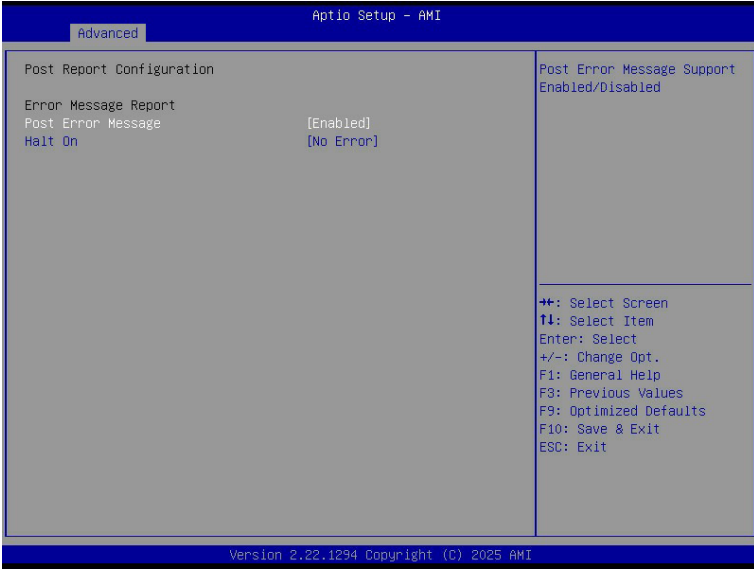 Aptio Setup – AMI
Advanced
Post Report Configuration
Error Message Report
Post Error Message [Enabled]
Halt On [No Error]
Post Error Message Support
Enabled/Disabled
→←: Select Screen
↑↓: Select Item
Enter: Select
+/-: Change Opt.
F1: General Help
F3: Previous Values
F9: Optimized Defaults
F10: Save & Exit
ESC: Exit
Version 2.22.1294 Copyright (C) 2025 AMI